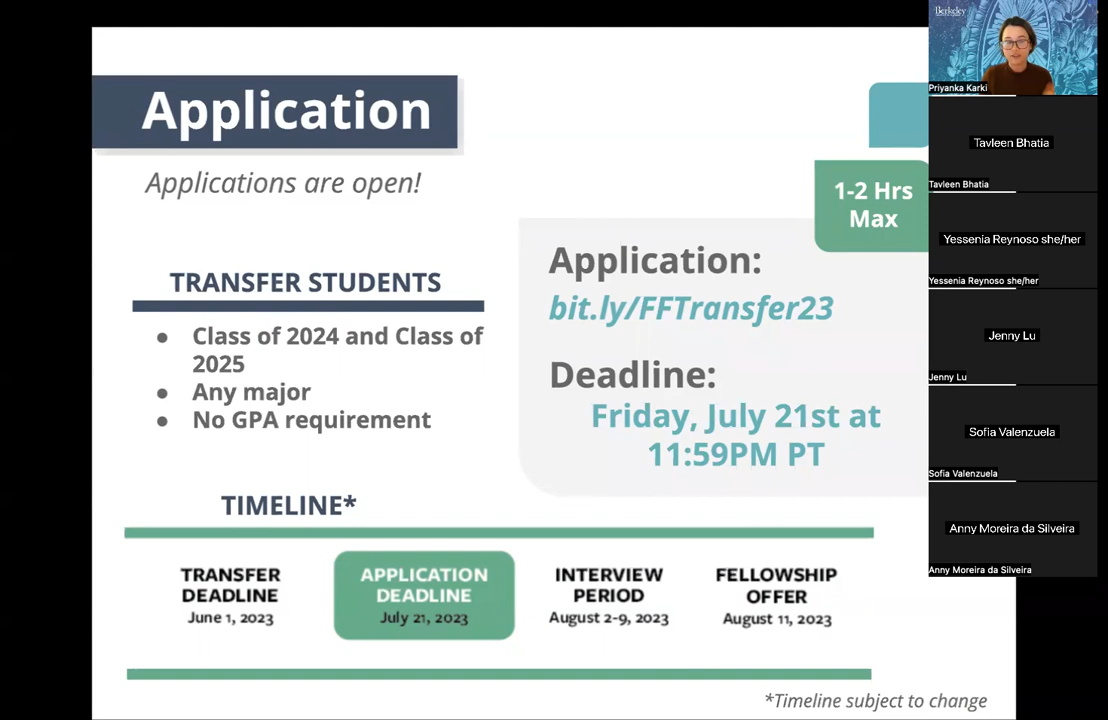 Application
Applications are open!
1-2 Hrs
Max
TRANSFER STUDENTS
● Class of 2024 and Class of
2025
● Any major
● No GPA requirement
Application:
bit.ly/FFTransfer23
Deadline:
Friday, July 21st at
11:59PM PT
TIMELINE*
TRANSFER
DEADLINE
June 1, 2023
APPLICATION
DEADLINE
July 21, 2023
INTERVIEW
PERIOD
August 2-9, 2023
FELLOWSHIP
OFFER
August 11, 2023
*Timeline subject to change
Berkeley
Priyanka Karki
Tavleen Bhatia
Tavleen Bhatia
Yessenia Reynoso she/her
Yessenia Reynoso she/her
Jenny Lu
Jenny Lu
Sofia Valenzuela
Sofia Valenzuela
Anny Moreira da Silveira
Anny Moreira da Silveira